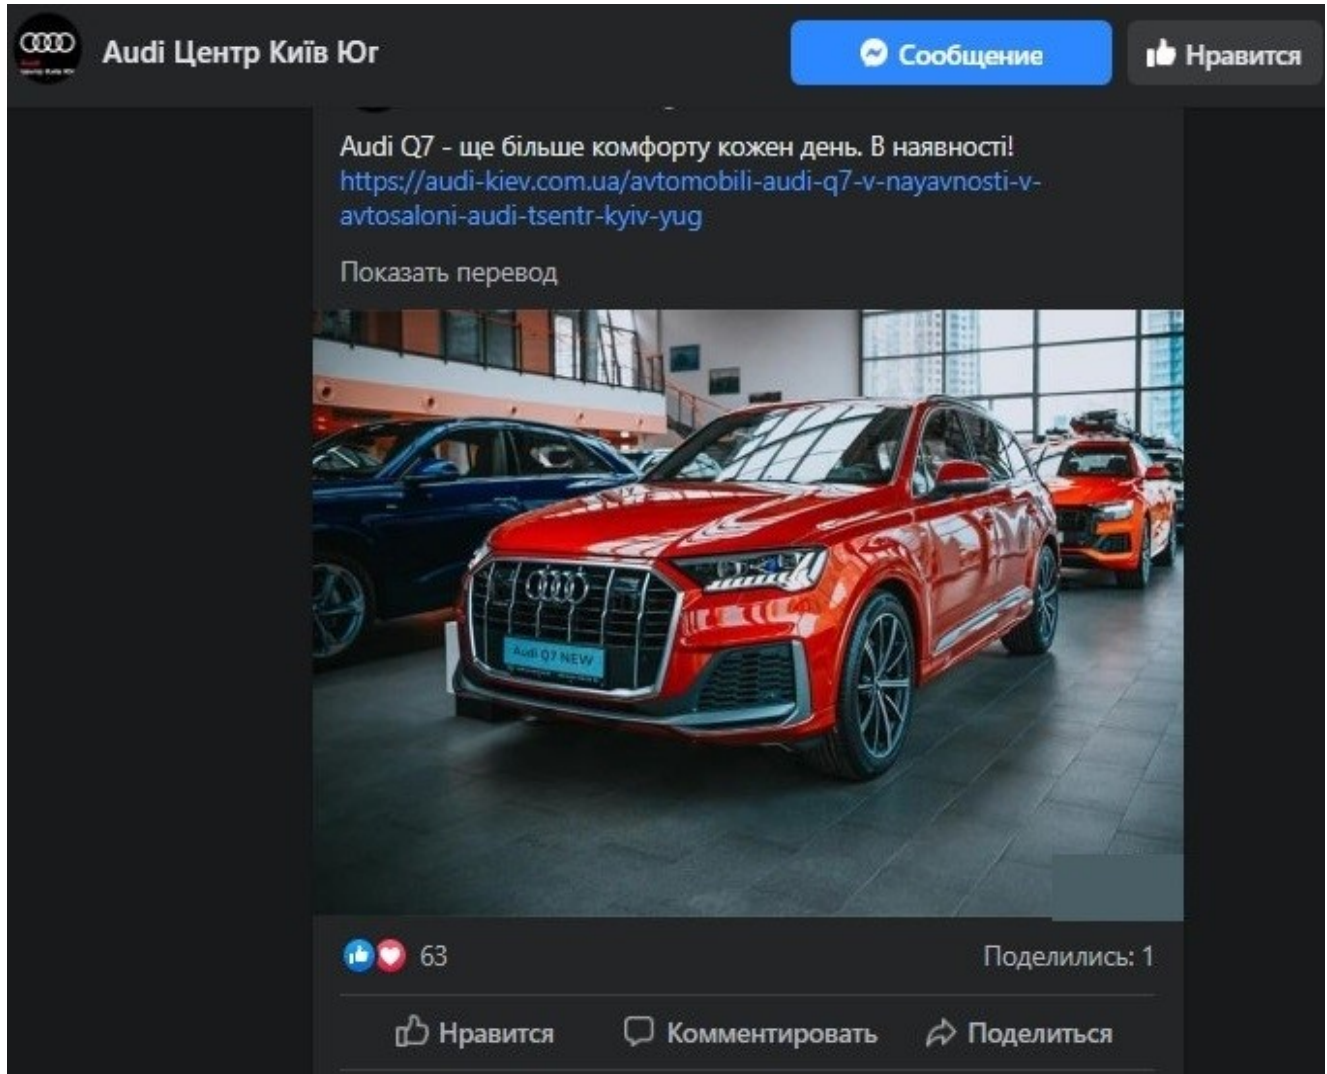 Audi Центр Київ Юг
Сообщение
Нравится
Audi Q7 - ще більше комфорту кожен день. В наявності!
https://audi-kiev.com.ua/avtomobili-audi-q7-v-nayavnosti-v-
avtosaloni-audi-tsentr-kyiv-yug
Показать перевод
Audi Q7 NEW
63
Поделились: 1
Нравится
Комментировать
Поделиться